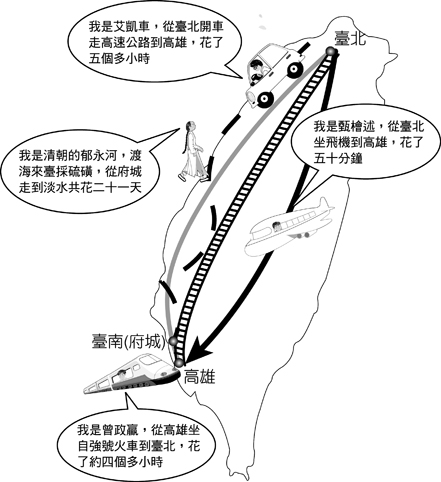 我是艾凱車，從臺北開車
走高速公路到高雄，花了
五個多小時
臺北
我是甄檜述，從臺北
坐飛機到高雄，花了
五十分鐘
我是清朝的郁永河，渡
海來臺採硫磺，從府城
走到淡水共花二十一天
臺南(府城)
高雄
我是曾政贏，從高雄坐
自強號火車到臺北，花
了約四個多小時